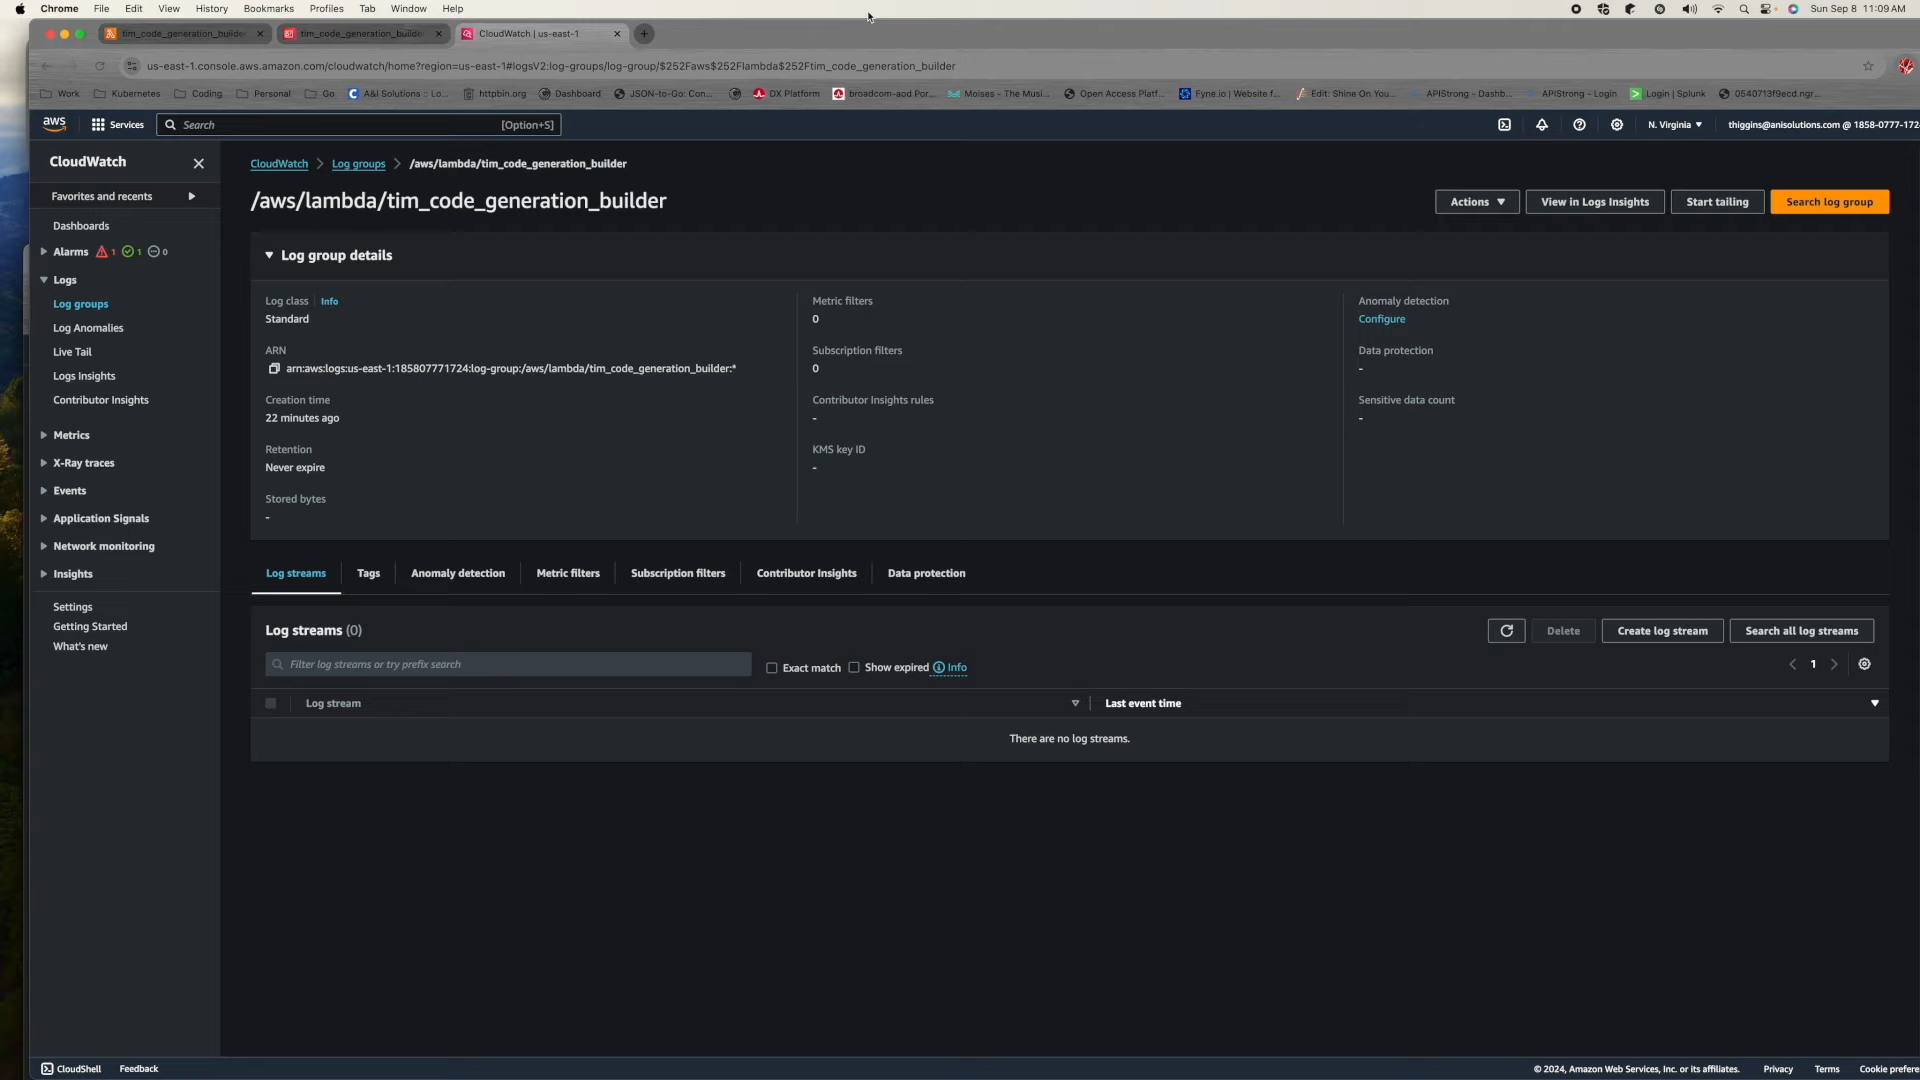 Chrome File Edit View History Bookmarks Profiles Tab Window Help Sun Sep 8 11:09 AM
tim_code_generation_builder tim_code_generation_builder CloudWatch | us-east-1
us-east-1.console.aws.amazon.com/cloudwatch/home?region=us-east-1#logsV2:log-groups/log-group/$252Faws$252Flambda$252Ftim_code_generation_builder
Work Kubernetes Coding Personal Go A&I Solutions :: Lo... httpbin.org Dashboard JSON-to-Go: Con... DX Platform broadcom-aod Por... Moises - The Musi... Open Access Platf... Fyne.io | Website f... Edit: Shine On You... APIStrong - Dashb... APIStrong - Login Login | Splunk 0540713f9ecd.ngr...
aws Services Search [Option+S] N. Virginia thiggins@anisolutions.com @ 1858-0777-172
CloudWatch
Favorites and recents
Dashboards
Alarms 1 1 0
Logs
Log groups
Log Anomalies
Live Tail
Logs Insights
Contributor Insights
Metrics
X-Ray traces
Events
Application Signals
Network monitoring
Insights
Settings
Getting Started
What's new
CloudWatch Log groups /aws/lambda/tim_code_generation_builder
/aws/lambda/tim_code_generation_builder
Actions View in Logs Insights Start tailing Search log group
Log group details
Log class Info
Standard
ARN
arn:aws:logs:us-east-1:185807771724:log-group:/aws/lambda/tim_code_generation_builder:*
Creation time
22 minutes ago
Retention
Never expire
Stored bytes
-
Metric filters
0
Subscription filters
0
Contributor Insights rules
-
KMS key ID
-
Anomaly detection
Configure
Data protection
-
Sensitive data count
-
Log streams Tags Anomaly detection Metric filters Subscription filters Contributor Insights Data protection
Log streams (0)
Delete Create log stream Search all log streams
Filter log streams or try prefix search Exact match Show expired Info
1
Log stream Last event time
There are no log streams.
CloudShell Feedback © 2024, Amazon Web Services, Inc. or its affiliates. Privacy Terms Cookie prefere